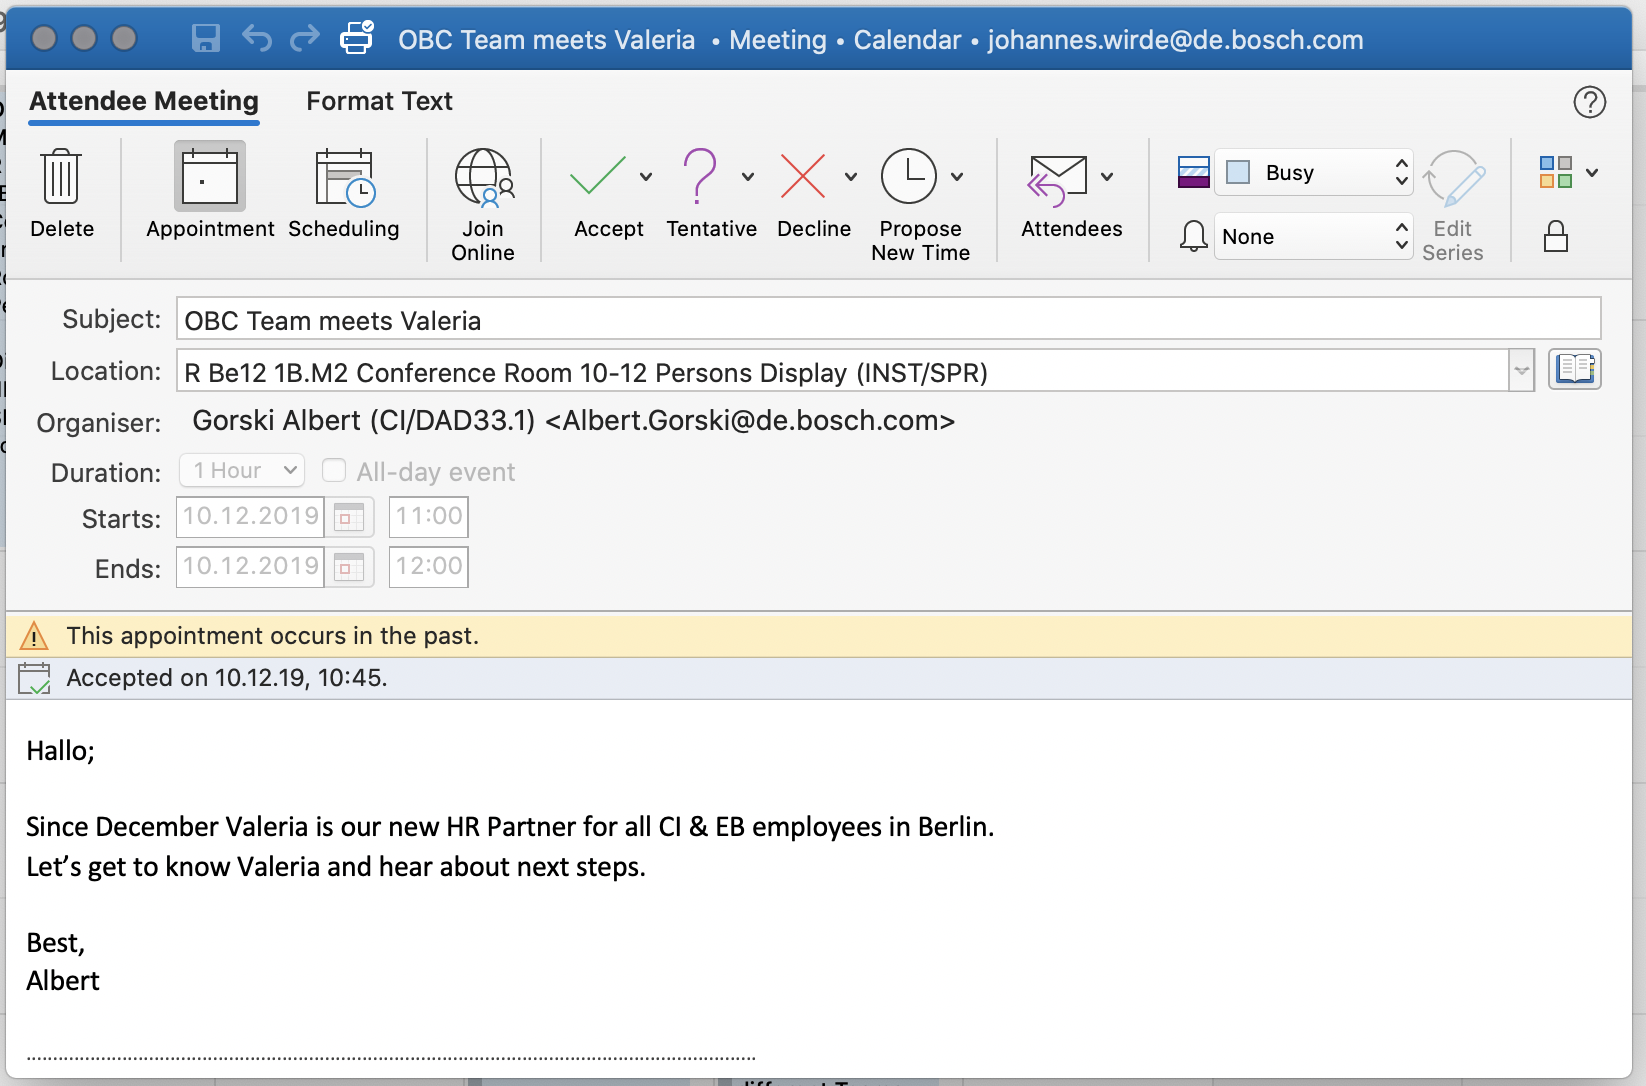 OBC Team meets Valeria • Meeting • Calendar • johannes.wirde@de.bosch.com
Attendee Meeting Format Text
Delete Appointment Scheduling Join Online Accept Tentative Decline Propose New Time Attendees Busy None Edit Series
Subject: OBC Team meets Valeria
Location: R Be12 1B.M2 Conference Room 10-12 Persons Display (INST/SPR)
Organiser: Gorski Albert (CI/DAD33.1) <Albert.Gorski@de.bosch.com>
Duration: 1 Hour All-day event
Starts: 10.12.2019 11:00
Ends: 10.12.2019 12:00
This appointment occurs in the past.
Accepted on 10.12.19, 10:45.
Hallo;
Since December Valeria is our new HR Partner for all CI & EB employees in Berlin.
Let’s get to know Valeria and hear about next steps.
Best,
Albert